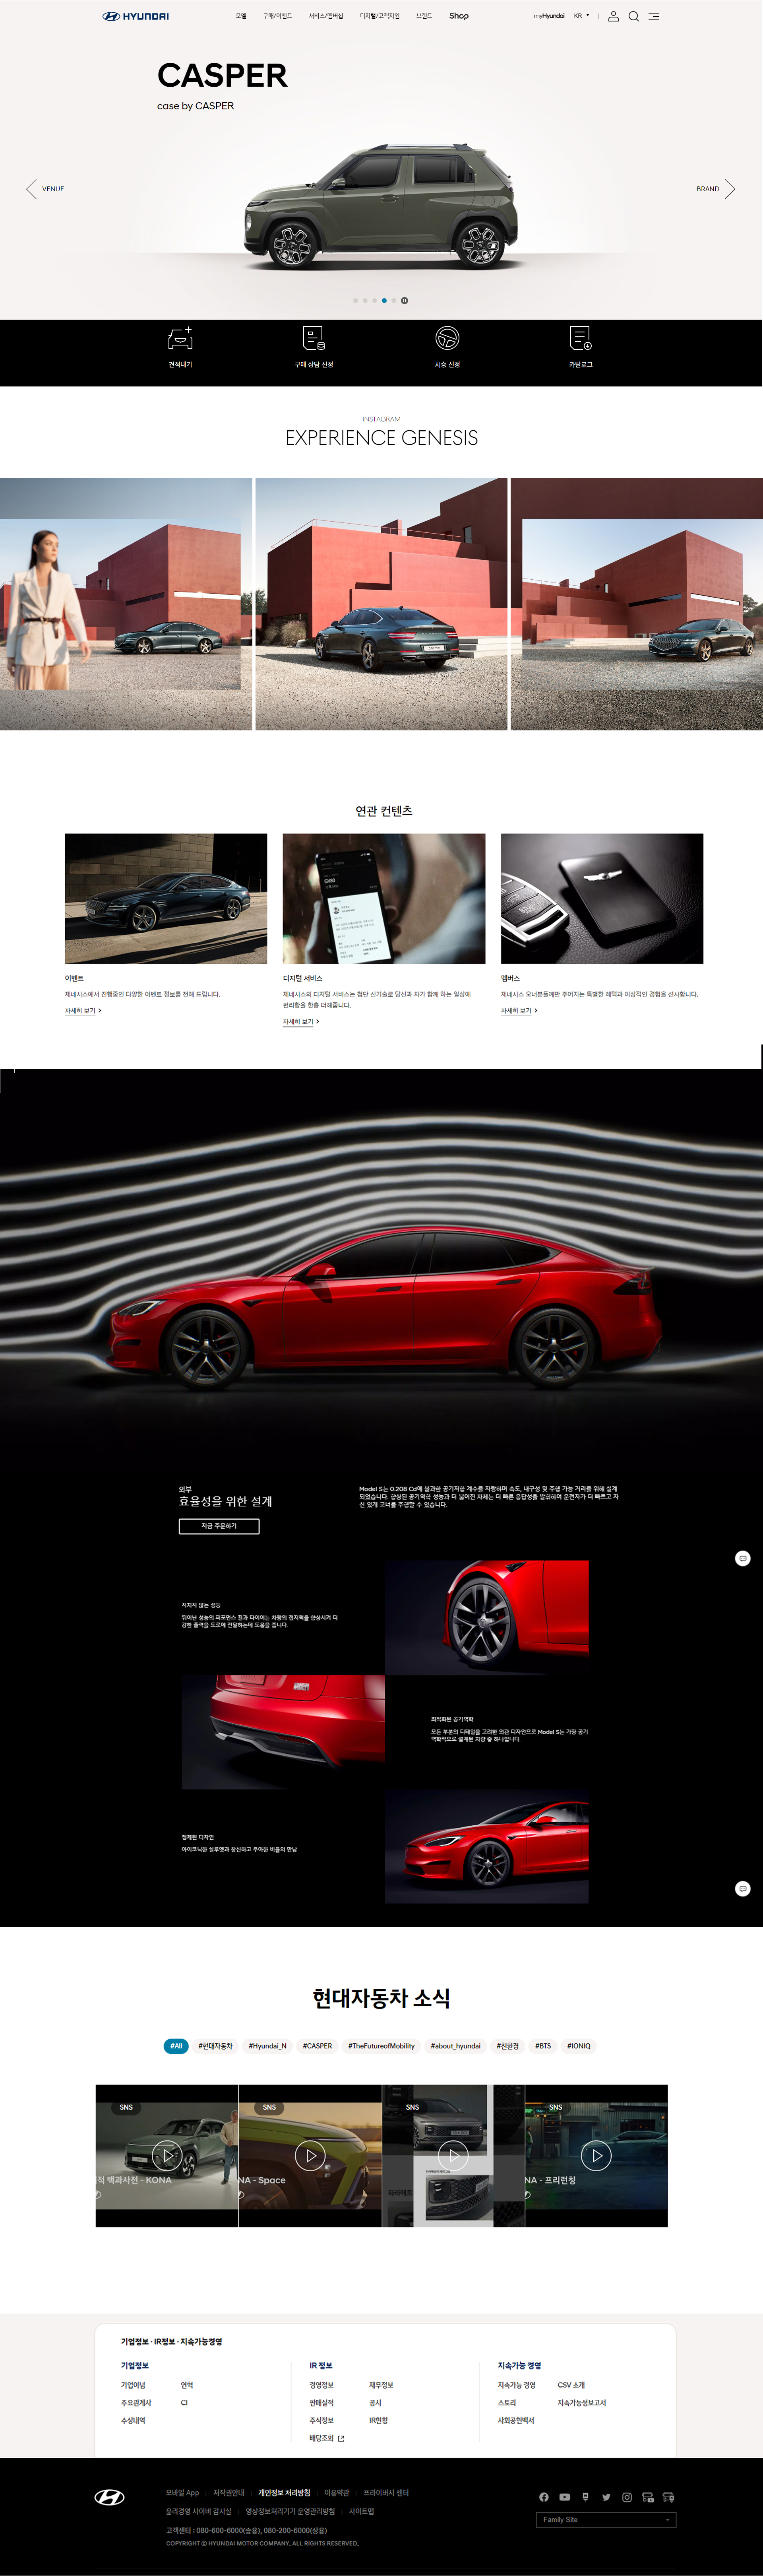 HYUNDAI
모델
구매/이벤트
서비스/멤버십
디지털/고객지원
브랜드
Shop
myHyundai
KR
CASPER
case by CASPER
VENUE
BRAND
견적내기
구매 상담 신청
시승 신청
카탈로그
INSTAGRAM
EXPERIENCE GENESIS
연관 컨텐츠
이벤트
제네시스에서 진행중인 다양한 이벤트 정보를 전해 드립니다.
자세히 보기
디지털 서비스
제네시스의 디지털 서비스는 첨단 신기술로 당신과 차가 함께 하는 일상에
편리함을 한층 더해줍니다.
자세히 보기
멤버스
제네시스 오너분들께만 주어지는 특별한 혜택과 이상적인 경험을 선사합니다.
자세히 보기
외부
효율성을 위한 설계
지금 주문하기
Model S는 0.208 Cd에 불과한 공기저항 계수를 자랑하며 속도, 내구성 및 주행 가능 거리를 위해 설계
되었습니다. 향상된 공기역학 성능과 더 넓어진 차체는 더 빠른 응답성을 발휘하여 운전자가 더 빠르고 자
신 있게 코너를 주행할 수 있습니다.
지치지 않는 성능
뛰어난 성능의 퍼포먼스 휠과 타이어는 차량의 접지력을 향상시켜 더
강한 출력을 도로에 전달하는데 도움을 줍니다.
최적화된 공기역학
모든 부분의 디테일을 고려한 외관 디자인으로 Model S는 가장 공기
역학적으로 설계된 차량 중 하나입니다.
정제된 디자인
아이코닉한 실루엣과 참신하고 우아한 비율의 만남
현대자동차 소식
#All
#현대자동차
#Hyundai_N
#CASPER
#TheFutureofMobility
#about_hyundai
#친환경
#BTS
#IONIQ
SNS
SNS
SNS
SNS
적 백과사전 - KONA
NA - Space
NA - 프리런칭
기업정보 · IR정보 · 지속가능경영
기업정보
기업이념
연혁
주요관계사
CI
수상내역
IR 정보
경영정보
재무정보
판매실적
공시
주식정보
IR현황
배당조회
지속가능 경영
지속가능 경영
CSV 소개
스토리
지속가능성보고서
사회공헌백서
모바일 App
저작권안내
개인정보 처리방침
이용약관
프라이버시 센터
윤리경영 사이버 감사실
영상정보처리기기 운영관리방침
사이트맵
고객센터 : 080-600-6000(승용), 080-200-6000(상용)
COPYRIGHT ⓒ HYUNDAI MOTOR COMPANY. ALL RIGHTS RESERVED.
Family Site